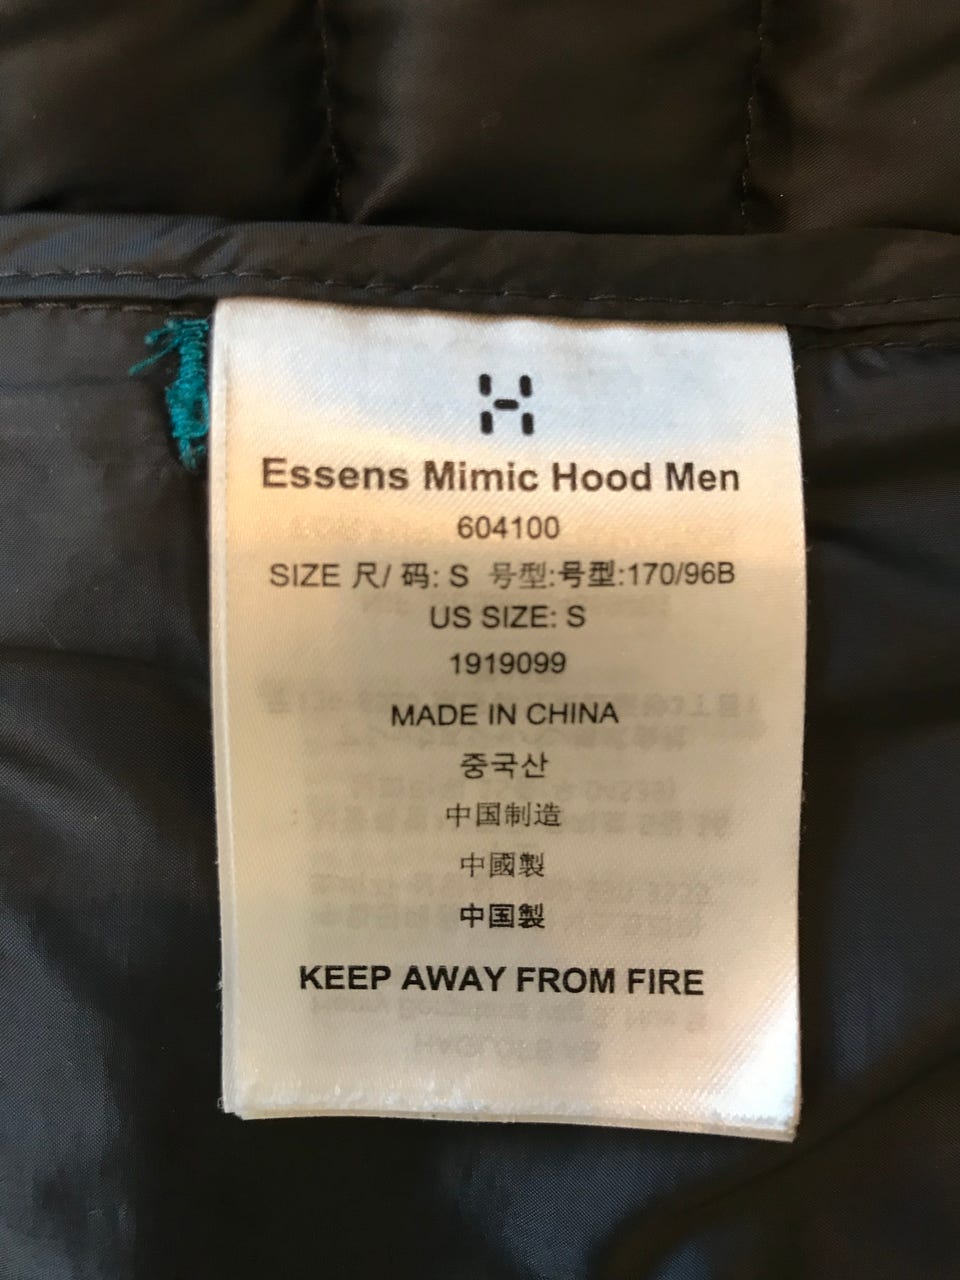 Essens Mimic Hood Men
604100
SIZE 尺/ 码: S 号型:号型:170/96B
US SIZE: S
1919099
MADE IN CHINA
중국산
中国制造
中國製
中国製
KEEP AWAY FROM FIRE